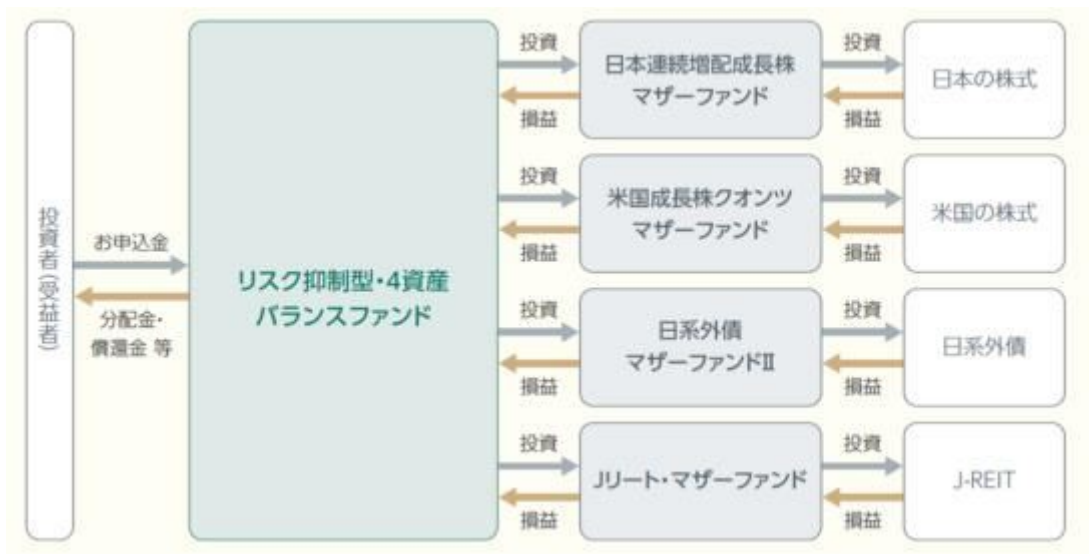 投資者(受益者)
お申込金
分配金・
償還金 等
リスク抑制型・4資産
バランスファンド
投資
損益
日本連続増配成長株
マザーファンド
投資
損益
日本の株式
投資
損益
米国成長株クオンツ
マザーファンド
投資
損益
米国の株式
投資
損益
日系外債
マザーファンドⅡ
投資
損益
日系外債
投資
損益
Jリート・マザーファンド
投資
損益
J-REIT